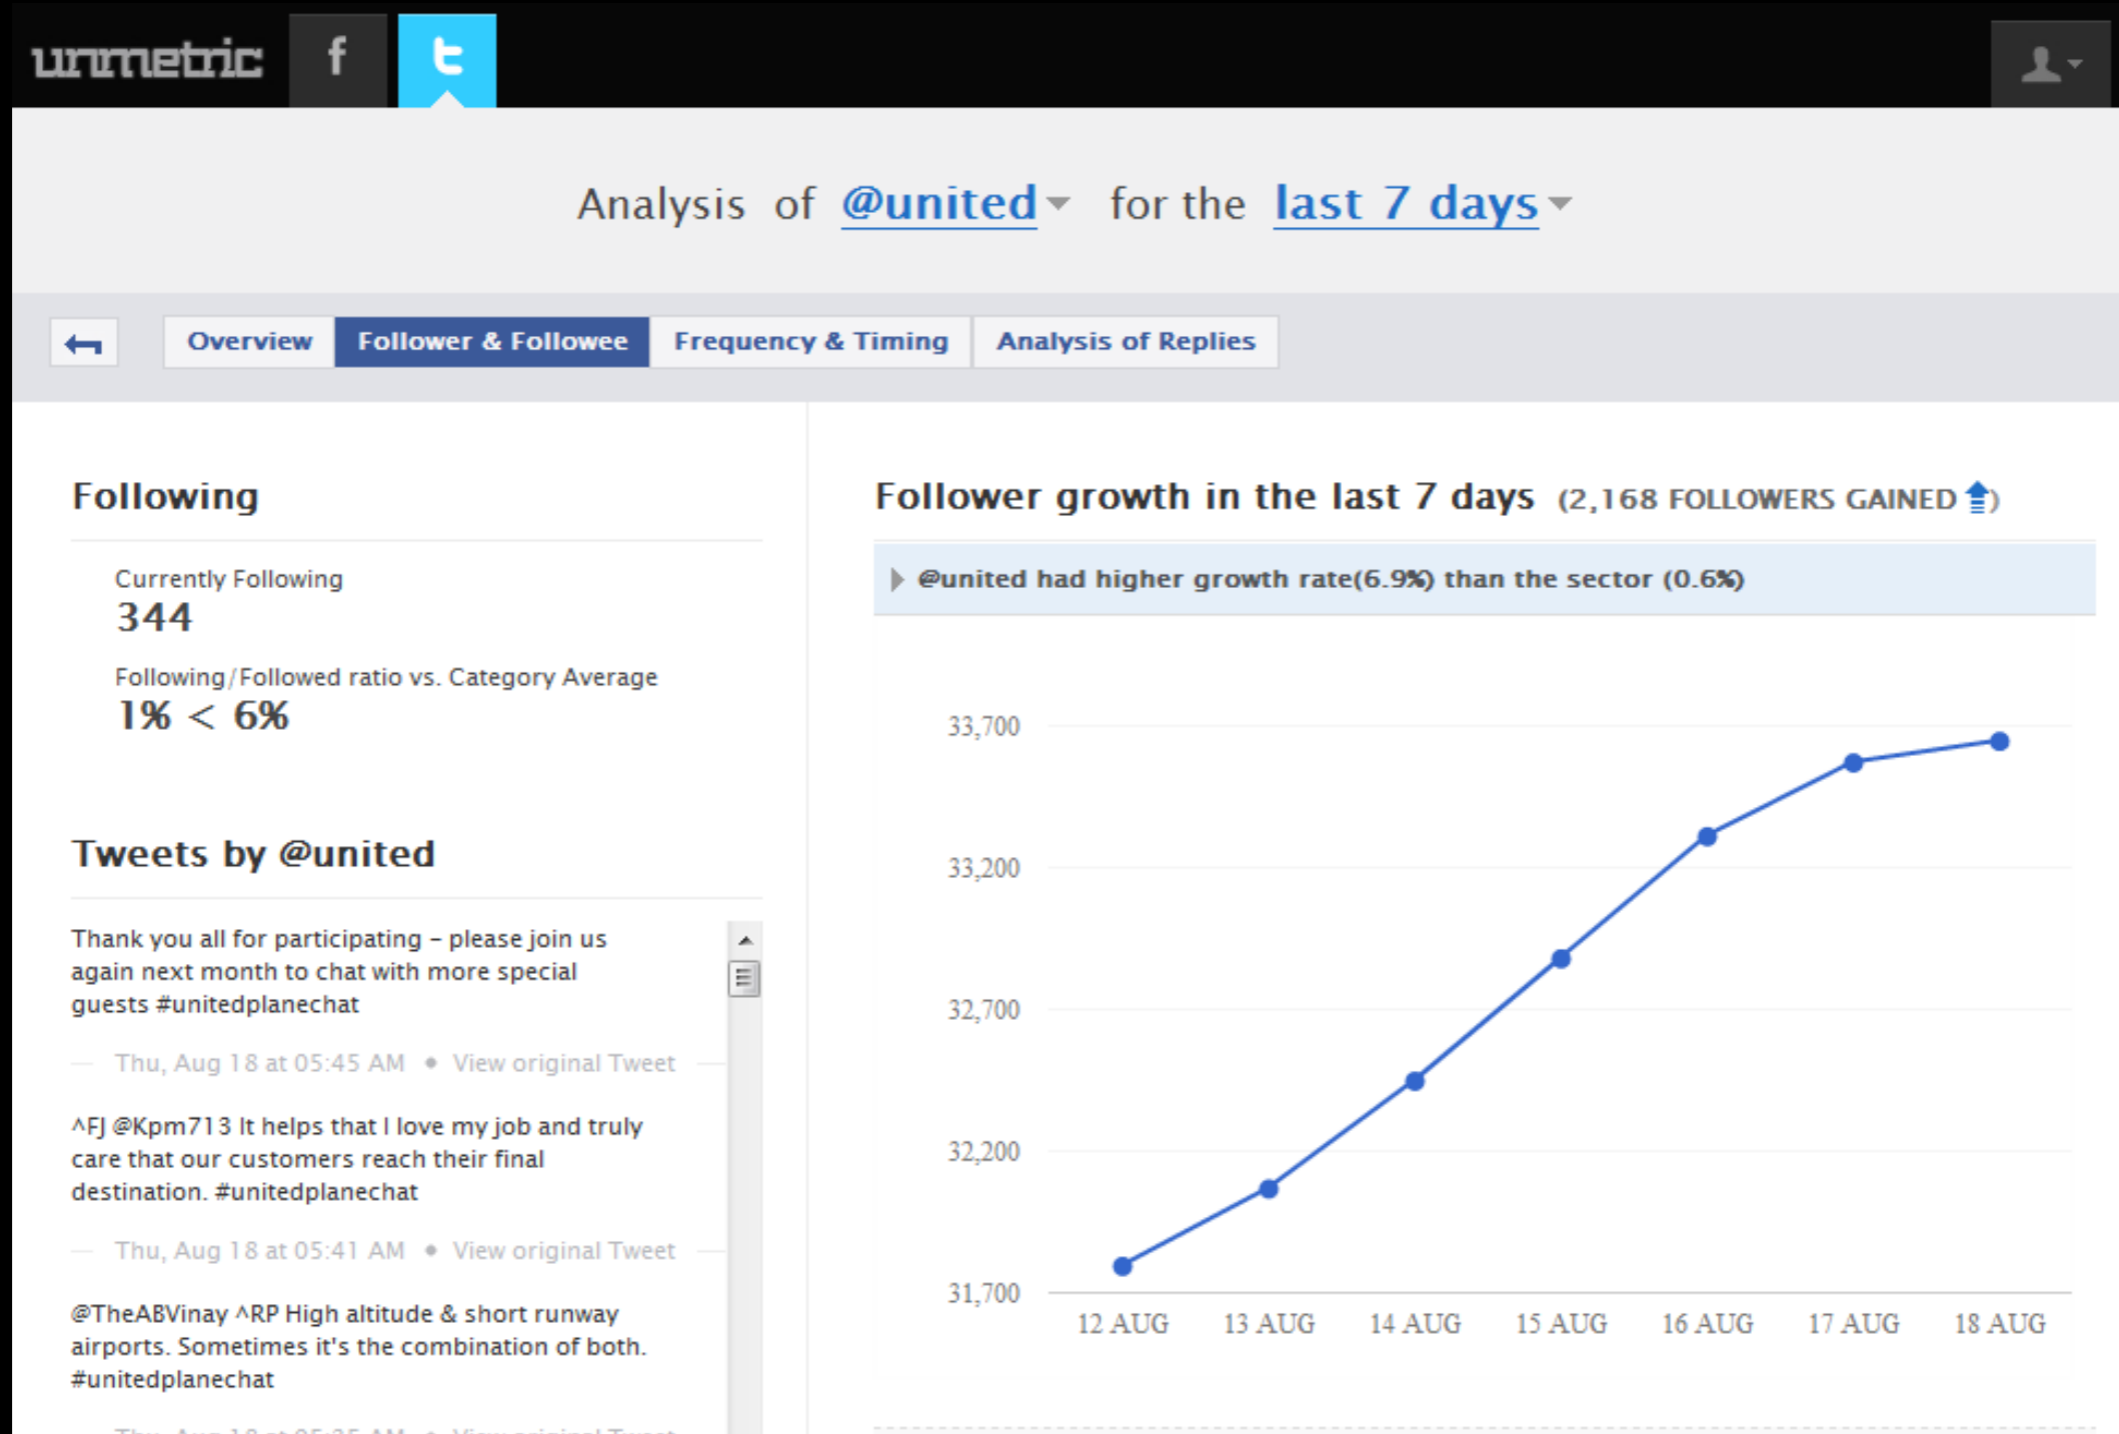 unmetric f t
Analysis of @united for the last 7 days
Overview Follower & Followee Frequency & Timing Analysis of Replies
Following
Currently Following
344
Following/Followed ratio vs. Category Average
1% < 6%
Tweets by @united
Thank you all for participating – please join us
again next month to chat with more special
guests #unitedplanechat
Thu, Aug 18 at 05:45 AM • View original Tweet
^FJ @Kpm713 It helps that I love my job and truly
care that our customers reach their final
destination. #unitedplanechat
Thu, Aug 18 at 05:41 AM • View original Tweet
@TheABVinay ^RP High altitude & short runway
airports. Sometimes it's the combination of both.
#unitedplanechat
Follower growth in the last 7 days (2,168 FOLLOWERS GAINED )
@united had higher growth rate(6.9%) than the sector (0.6%)
33,700
33,200
32,700
32,200
31,700
12 AUG 13 AUG 14 AUG 15 AUG 16 AUG 17 AUG 18 AUG